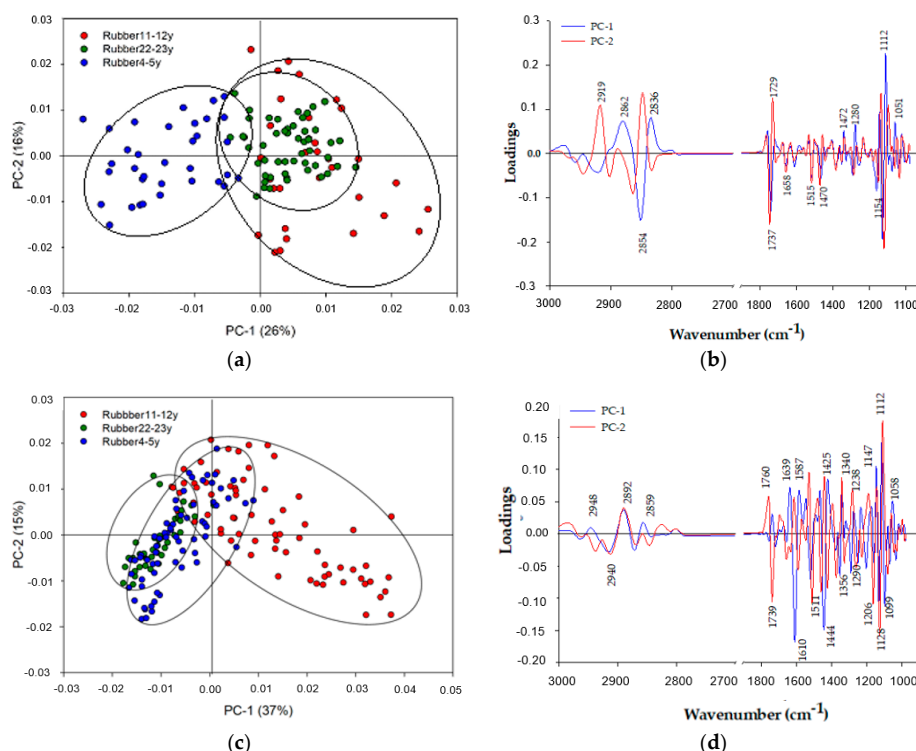 0.03
Rubber11-12y
Rubber22-23y
Rubber4-5y
0.02
0.01
0.00
-0.01
-0.02
-0.03
PC-2 (16%)
-0.03 -0.02 -0.01 0.00 0.01 0.02 0.03
PC-1 (26%)
(a)
PC-1
PC-2
0.3
0.2
0.1
0.0
-0.1
-0.2
-0.3
Loadings
2919 2862 2836 2854
1729 1737 1658 1515 1470 1472 1280 1154 1112 1051
3000 2900 2800 2700 1800 1600 1400 1200 1000
Wavenumber (cm-1)
(b)
0.03
Rubbber11-12y
Rubber22-23y
Rubber4-5y
0.02
0.01
0.00
-0.01
-0.02
-0.03
PC-2 (15%)
-0.03 -0.02 -0.01 0.00 0.01 0.02 0.03 0.04 0.05
PC-1 (37%)
(c)
PC-1
PC-2
0.20
0.15
0.10
0.05
0.00
-0.05
-0.10
-0.15
-0.20
Loadings
2948 2940 2892 2859
1760 1739 1639 1610 1587 1511 1425 1444 1340 1356 1290 1238 1206 1147 1128 1112 1099 1058
3000 2900 2800 2700 1800 1600 1400 1200 1000
Wavenumber (cm-1)
(d)